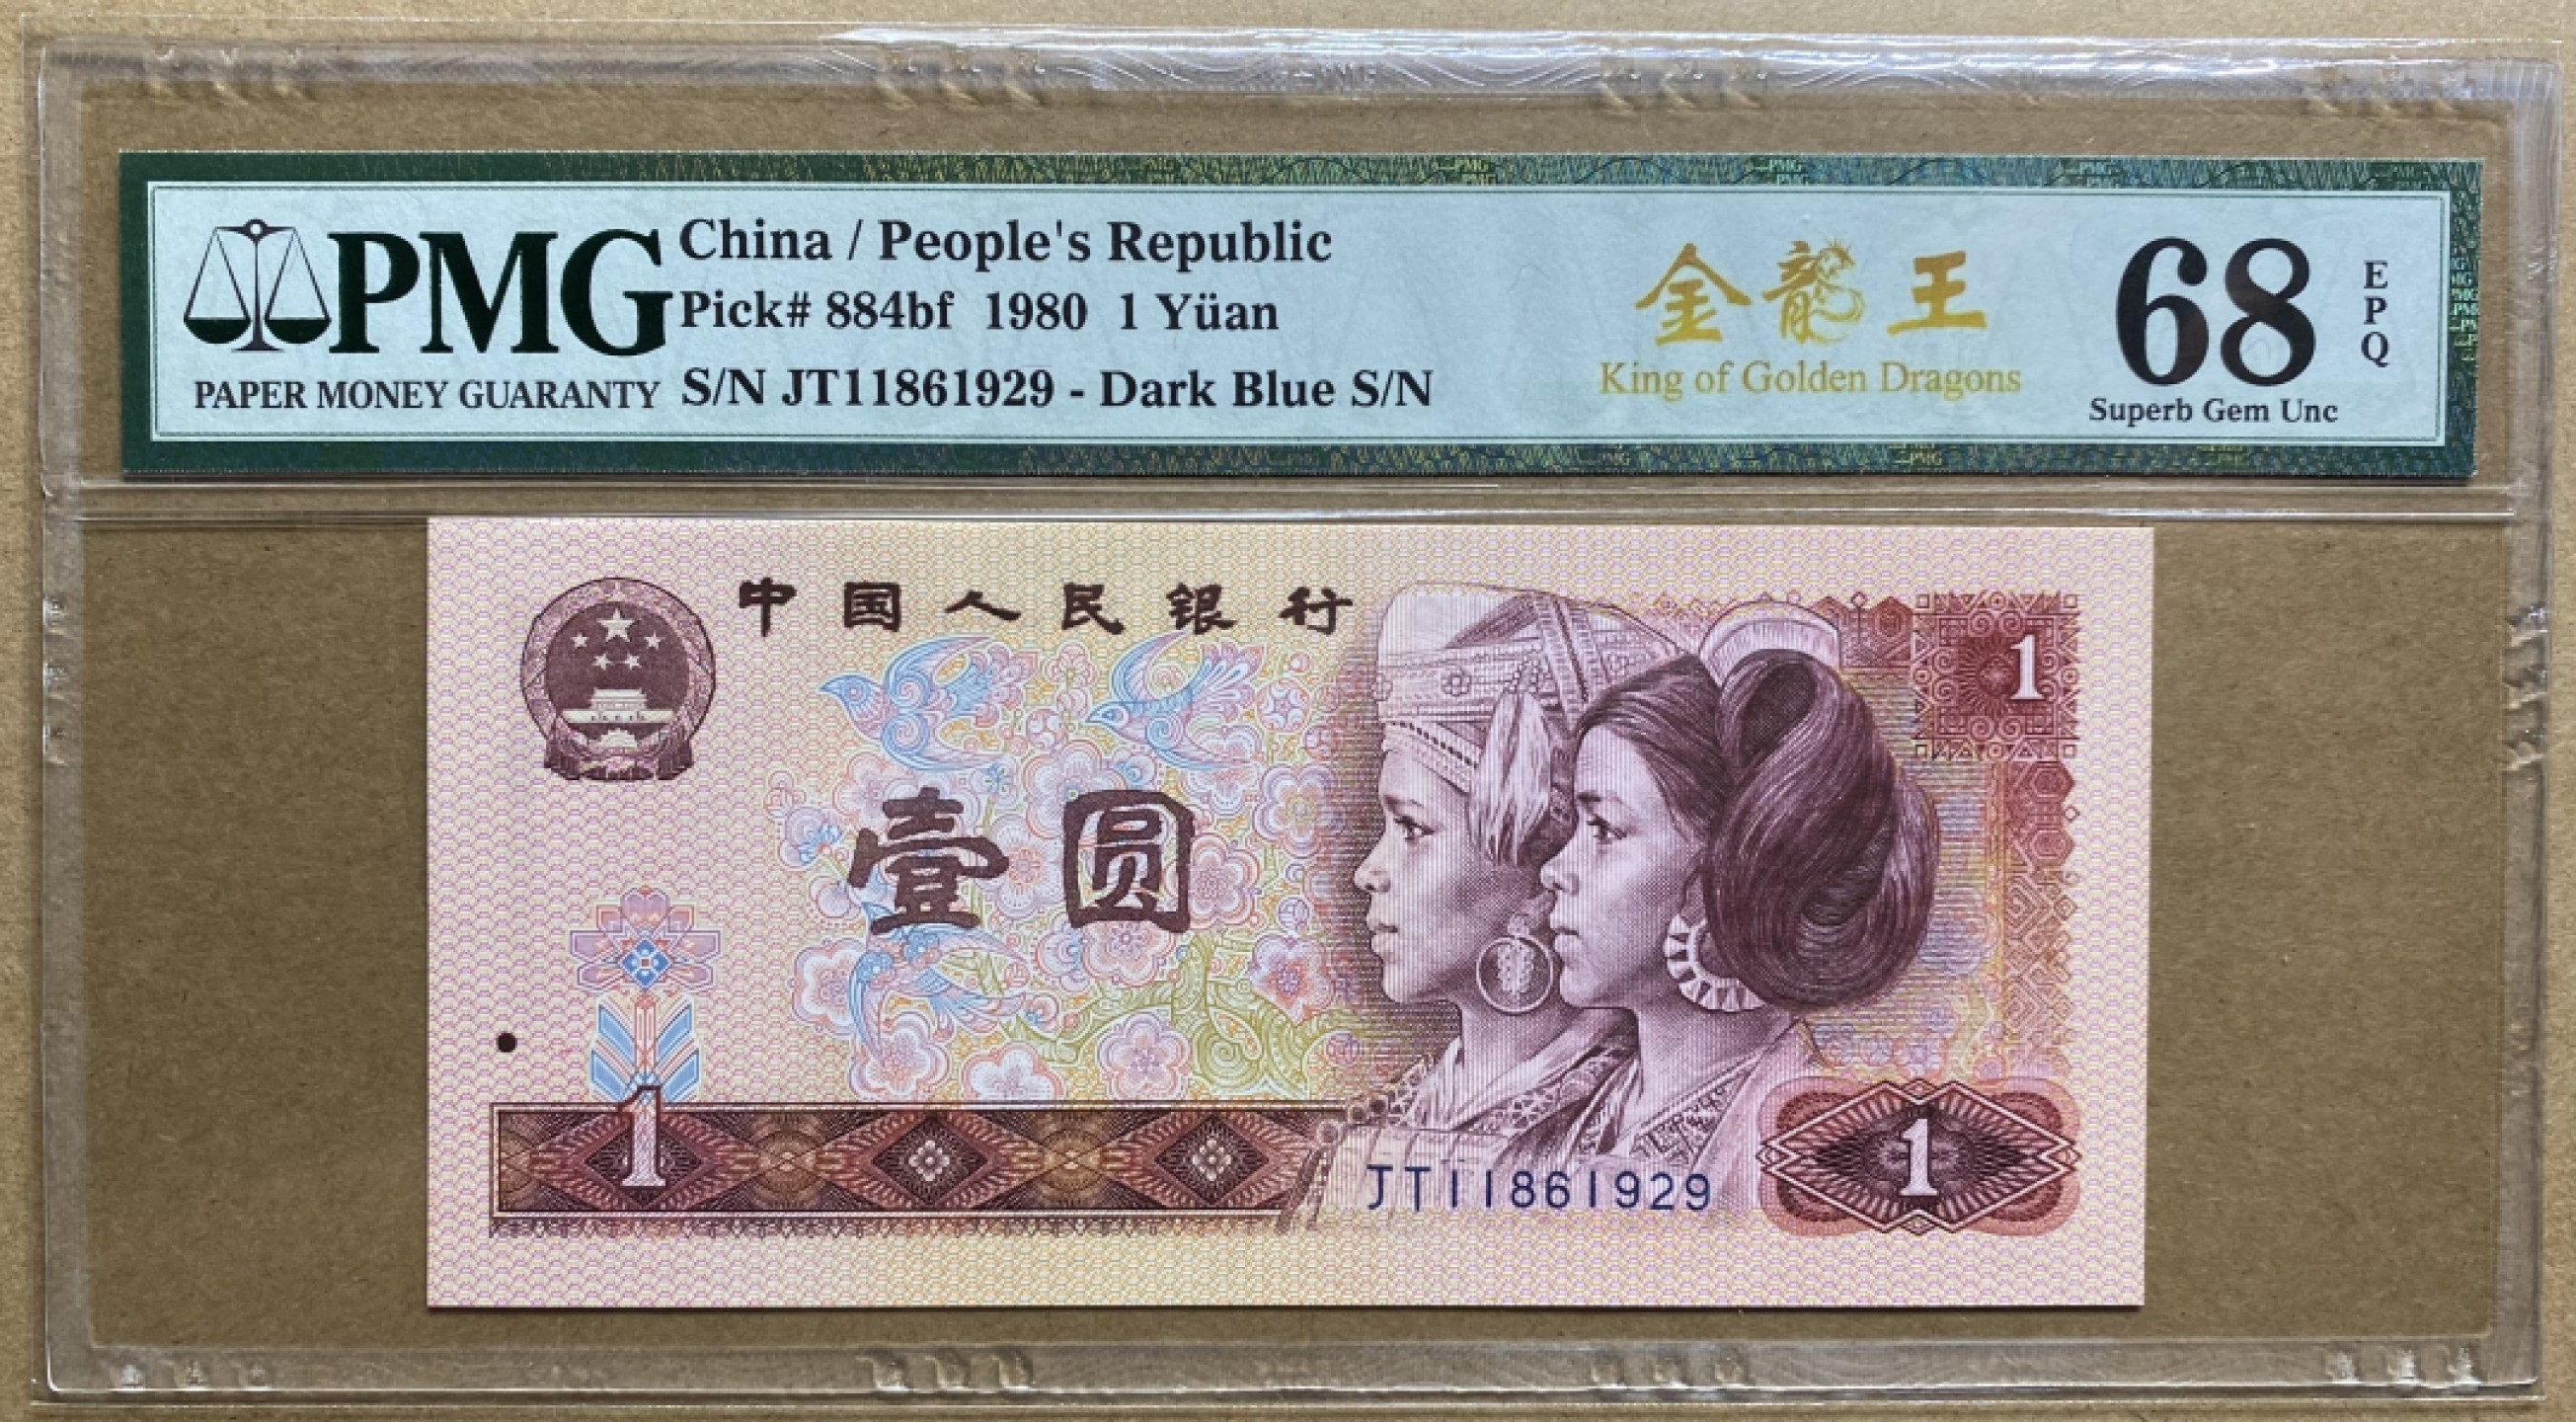 PMG
PAPER MONEY GUARANTY
China / People's Republic
Pick# 884bf 1980 1 Yüan
S/N JT11861929 - Dark Blue S/N
金龍王
King of Golden Dragons
68
EPQ
Superb Gem Unc
中国人民银行
1
壹圆
1
1
JT11861929